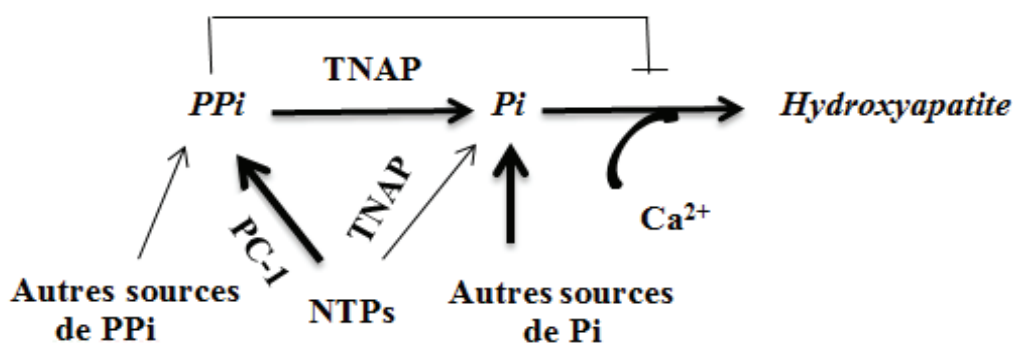 TNAP
PPi
Pi
Hydroxyapatite
TNAP
PC-1
Ca²⁺
Autres sources
de PPi
NTPs
Autres sources
de Pi